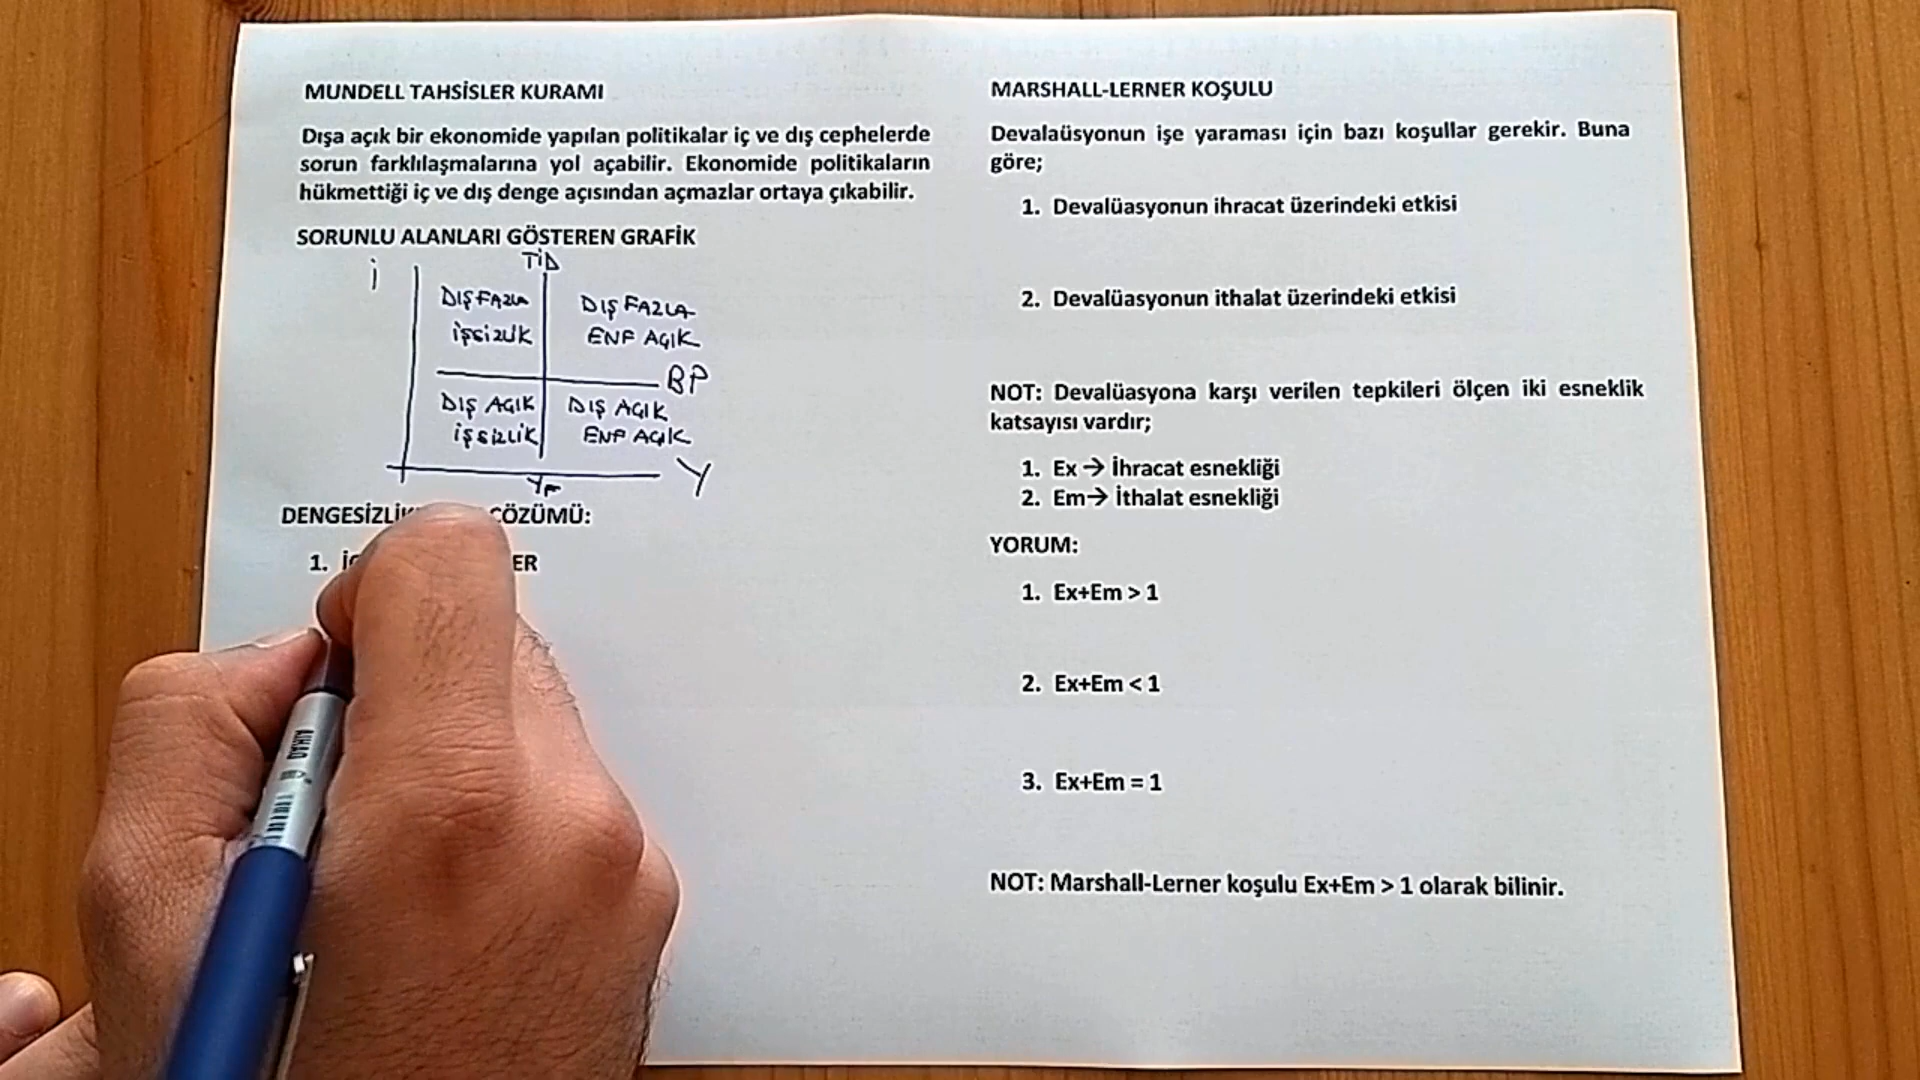 MUNDELL TAHSİSLER KURAMI
Dışa açık bir ekonomide yapılan politikalar iç ve dış cephelerde
sorun farklılaşmalarına yol açabilir. Ekonomide politikaların
hükmettiği iç ve dış denge açısından açmazlar ortaya çıkabilir.
SORUNLU ALANLARI GÖSTEREN GRAFİK
TİD
i
DIŞ FAZLA
İŞSİZLİK
DIŞ FAZLA
ENF AÇIK
BP
DIŞ AÇIK
İŞSİZLİK
DIŞ AÇIK
ENF AÇIK
Y
DENGESİZLİK ÇÖZÜMÜ:
1.
ER
MARSHALL-LERNER KOŞULU
Devalaüsyonun işe yaraması için bazı koşullar gerekir. Buna
göre;
1. Devalüasyonun ihracat üzerindeki etkisi
2. Devalüasyonun ithalat üzerindeki etkisi
NOT: Devalüasyona karşı verilen tepkileri ölçen iki esneklik
katsayısı vardır;
1. Ex → İhracat esnekliği
2. Em→ İthalat esnekliği
YORUM:
1. Ex+Em > 1
2. Ex+Em < 1
3. Ex+Em = 1
NOT: Marshall-Lerner koşulu Ex+Em > 1 olarak bilinir.